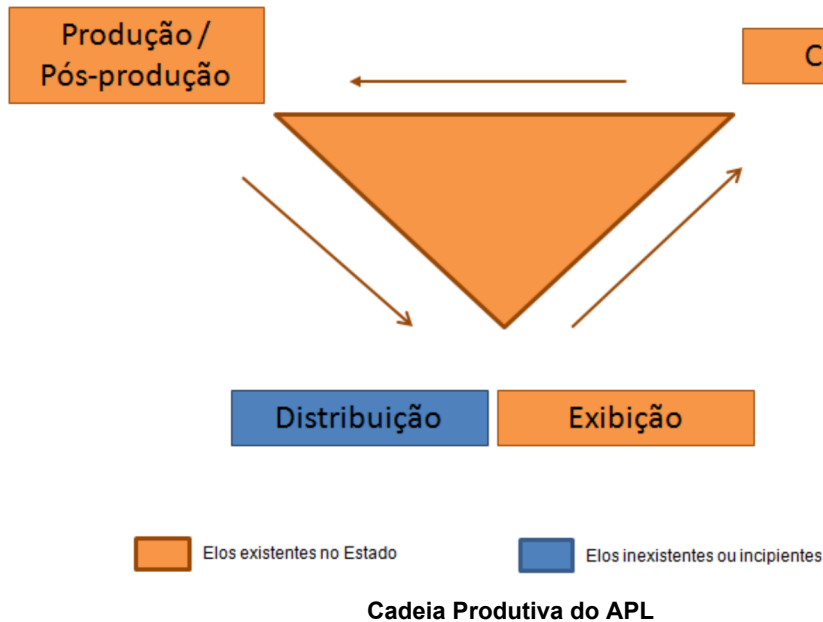 Produção /
Pós-produção
C
Distribuição
Exibição
Elos existentes no Estado
Elos inexistentes ou incipientes
Cadeia Produtiva do APL